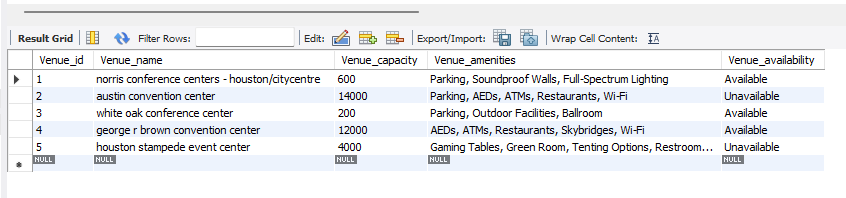 Result Grid Filter Rows: Edit: Export/Import: Wrap Cell Content:
Venue_id Venue_name Venue_capacity Venue_amenities Venue_availability
1 norris conference centers - houston/citycentre 600 Parking, Soundproof Walls, Full-Spectrum Lighting Available
2 austin convention center 14000 Parking, AEDs, ATMs, Restaurants, Wi-Fi Unavailable
3 white oak conference center 200 Parking, Outdoor Facilities, Ballroom Available
4 george r brown convention center 12000 AEDs, ATMs, Restaurants, Skybridges, Wi-Fi Available
5 houston stampede event center 4000 Gaming Tables, Green Room, Tenting Options, Restroom... Unavailable
NULL NULL NULL NULL NULL